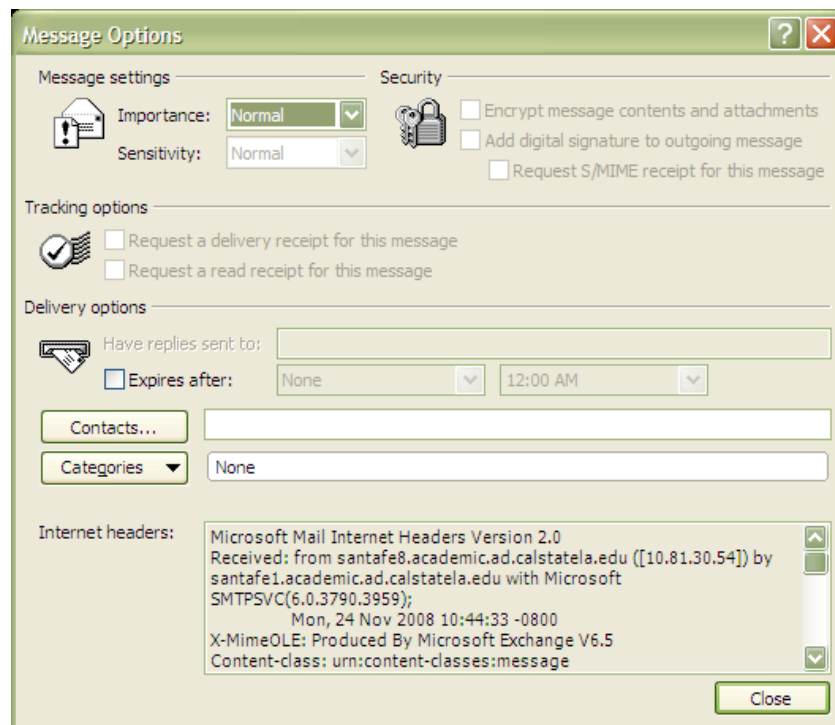 Message Options
Message settings
Security
Importance: Normal
Sensitivity: Normal
Encrypt message contents and attachments
Add digital signature to outgoing message
Request S/MIME receipt for this message
Tracking options
Request a delivery receipt for this message
Request a read receipt for this message
Delivery options
Have replies sent to:
Expires after: None 12:00 AM
Contacts...
Categories None
Internet headers:
Microsoft Mail Internet Headers Version 2.0
Received: from santafe8.academic.ad.calstatela.edu ([10.81.30.54]) by
santafe1.academic.ad.calstatela.edu with Microsoft
SMTPSVC(6.0.3790.3959);
Mon, 24 Nov 2008 10:44:33 -0800
X-MimeOLE: Produced By Microsoft Exchange V6.5
Content-class: urn:content-classes:message
Close